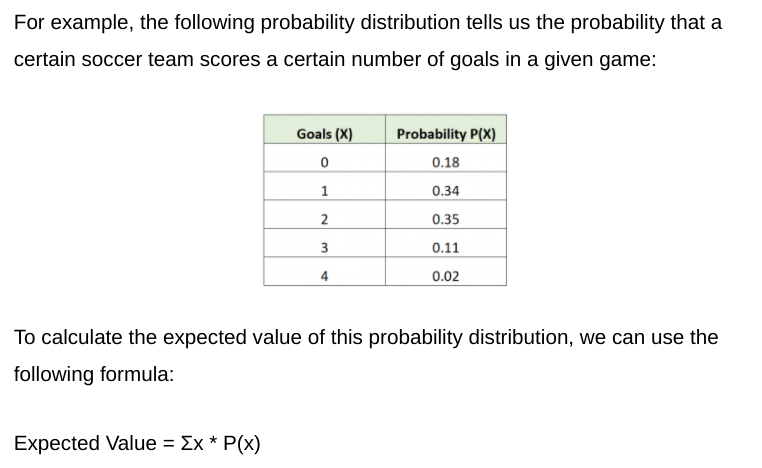 For example, the following probability distribution tells us the probability that a
certain soccer team scores a certain number of goals in a given game:
Goals (X) Probability P(X)
0 0.18
1 0.34
2 0.35
3 0.11
4 0.02
To calculate the expected value of this probability distribution, we can use the
following formula:
Expected Value = Σx * P(x)